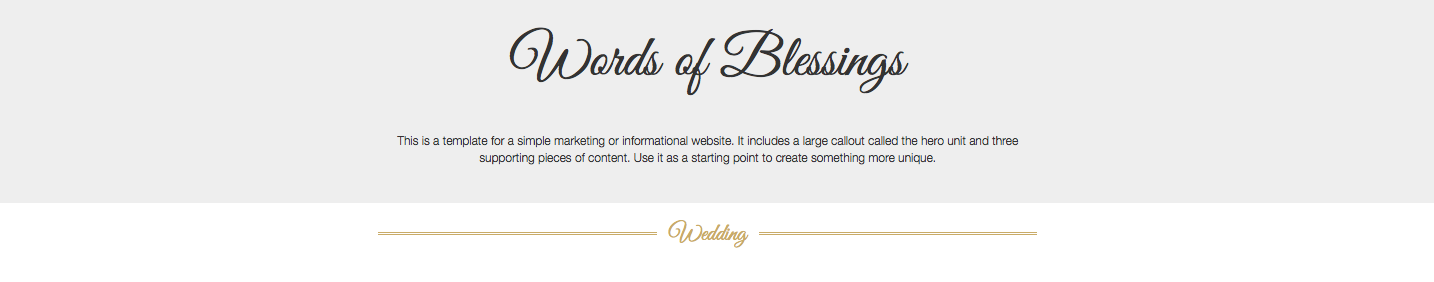 Words of Blessings
This is a template for a simple marketing or informational website. It includes a large callout called the hero unit and three
supporting pieces of content. Use it as a starting point to create something more unique.
Wedding